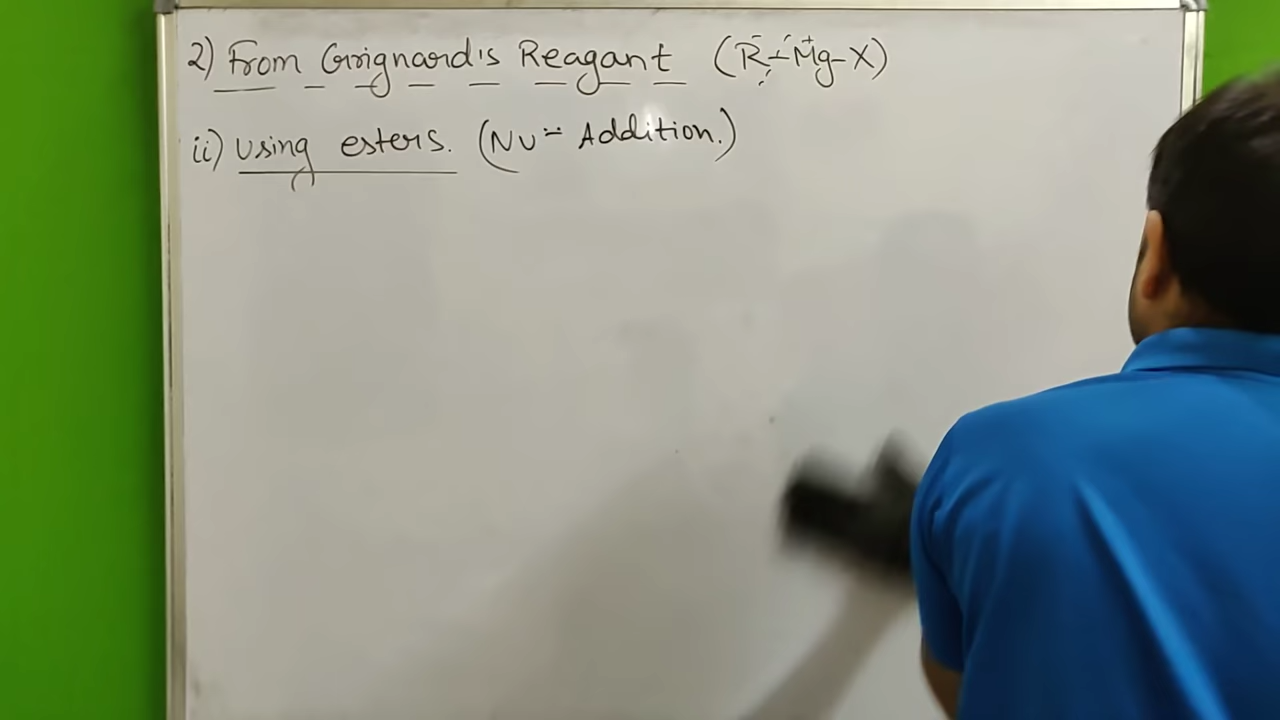 2) From Grignard's Reagant (R-Mg-X)
ii) Using esters. (Nu⁻ Addition.)